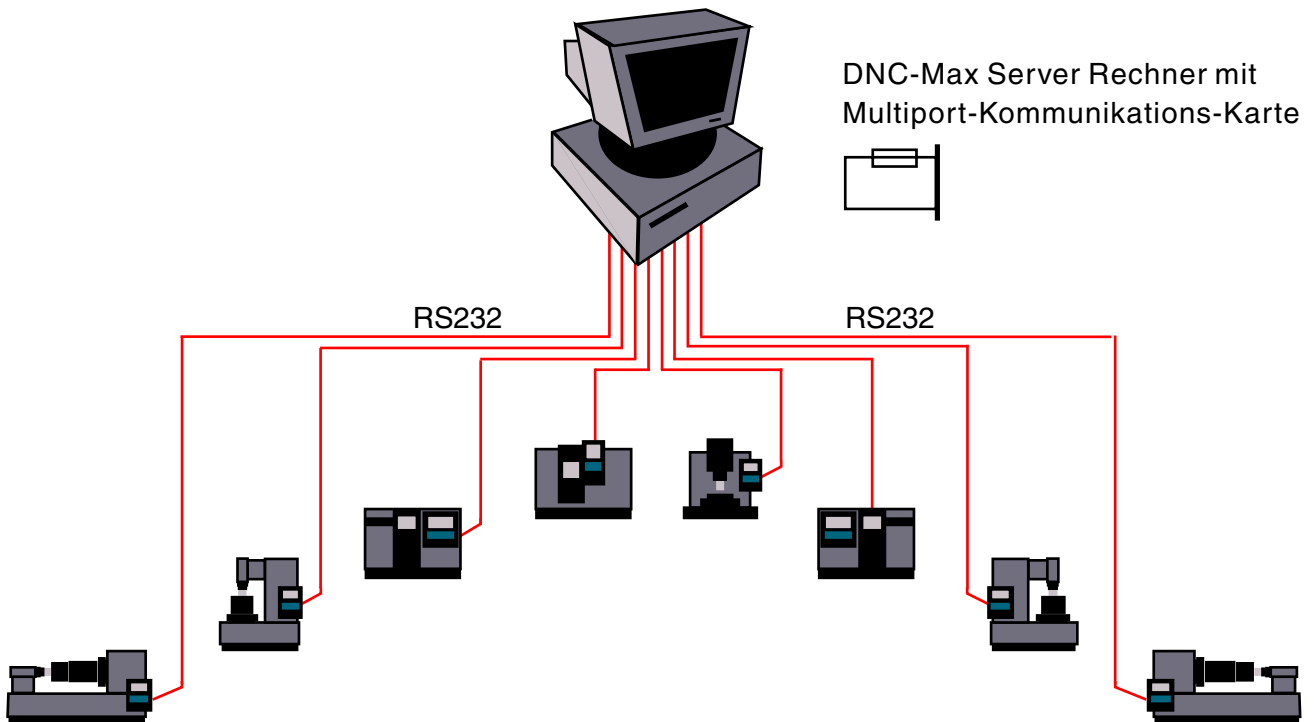 DNC-Max Server Rechner mit
Multiport-Kommunikations-Karte
RS232
RS232